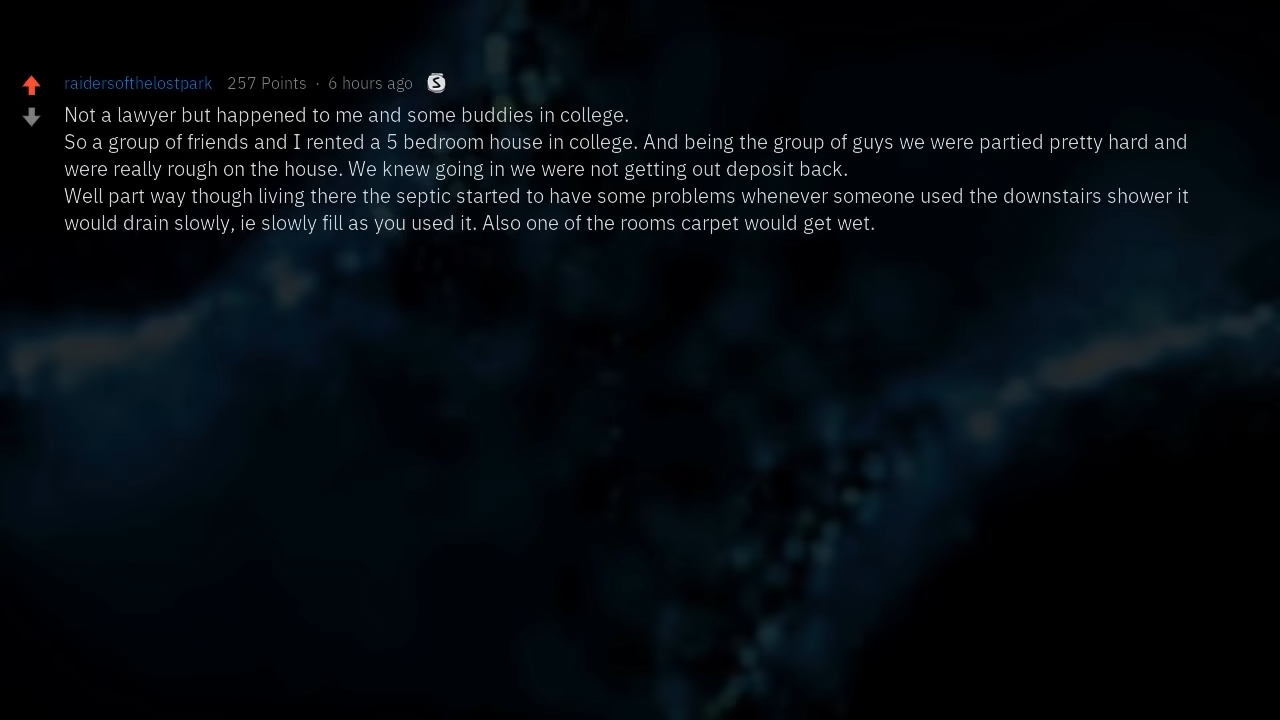 raidersofthelostpark 257 Points · 6 hours ago S
Not a lawyer but happened to me and some buddies in college.
So a group of friends and I rented a 5 bedroom house in college. And being the group of guys we were partied pretty hard and
were really rough on the house. We knew going in we were not getting out deposit back.
Well part way though living there the septic started to have some problems whenever someone used the downstairs shower it
would drain slowly, ie slowly fill as you used it. Also one of the rooms carpet would get wet.